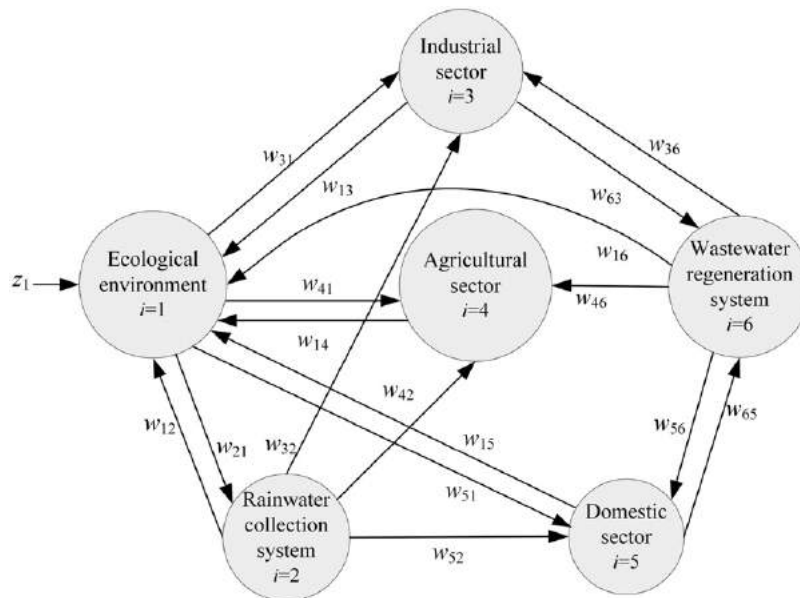 Industrial
sector
i=3
w₃₁
w₁₃
w₃₆
w₆₃
Ecological
environment
i=1
z₁
w₄₁
w₁₄
Agricultural
sector
i=4
w₁₆
w₄₆
Wastewater
regeneration
system
i=6
w₁₂
w₂₁
w₃₂
w₄₂
w₁₅
w₅₁
w₅₆
w₆₅
Rainwater
collection
system
i=2
w₅₂
Domestic
sector
i=5